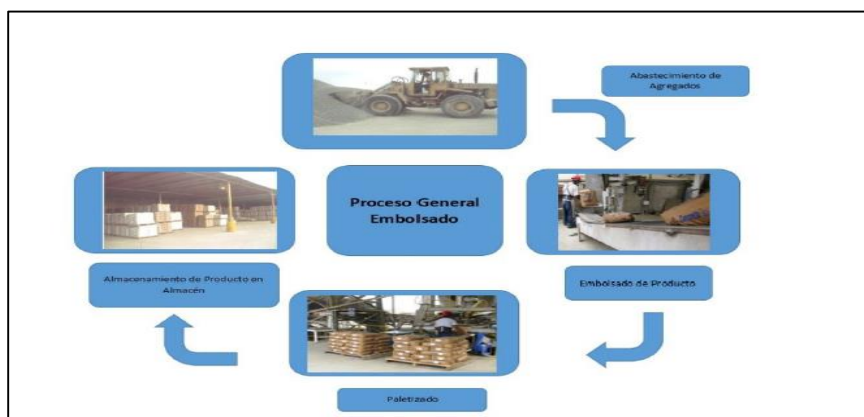 Abastecimiento de
Agregados
Proceso General
Embolsado
Almacenamiento de Producto en
Almacén
Embolsado de Producto
Paletizado